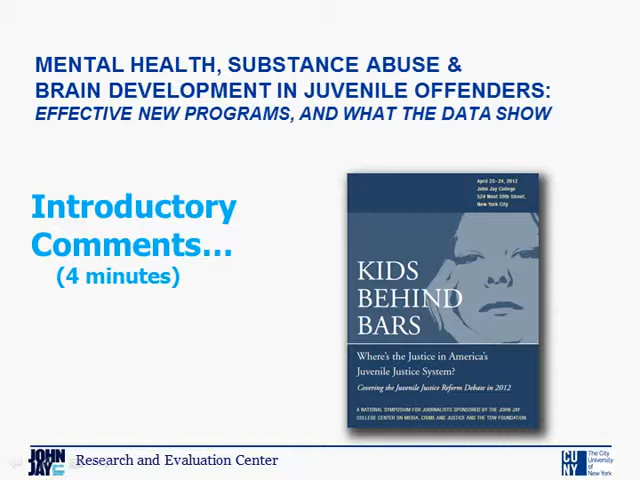 MENTAL HEALTH, SUBSTANCE ABUSE &
BRAIN DEVELOPMENT IN JUVENILE OFFENDERS:
EFFECTIVE NEW PROGRAMS, AND WHAT THE DATA SHOW
Introductory
Comments…
(4 minutes)
April 23-24, 2012
John Jay College
524 West 59th Street,
New York City
KIDS
BEHIND
BARS
Where's the Justice in America's
Juvenile Justice System?
Covering the Juvenile Justice Reform Debate in 2012
A NATIONAL SYMPOSIUM FOR JOURNALISTS SPONSORED BY THE JOHN JAY
COLLEGE CENTER ON MEDIA, CRIME AND JUSTICE AND THE TOW FOUNDATION
JOHN
JAY
Research and Evaluation Center
CU
NY
The City
University
of
New York